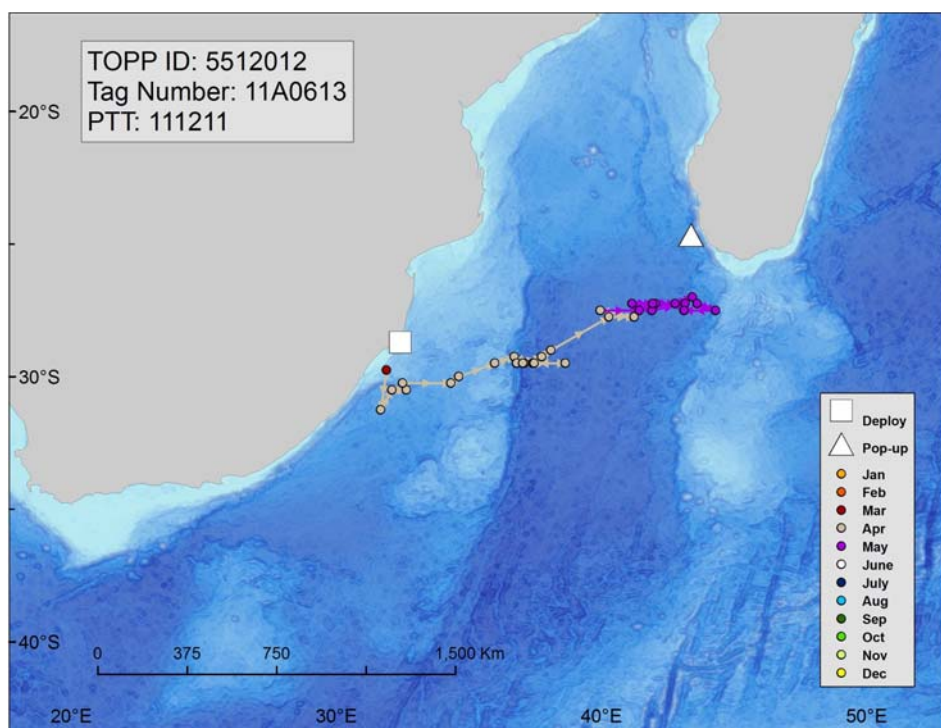 TOPP ID: 5512012
Tag Number: 11A0613
PTT: 111211
20°S
30°S
40°S
0 375 750 1,500 Km
20°E 30°E 40°E 50°E
Deploy
Pop-up
Jan
Feb
Mar
Apr
May
June
July
Aug
Sep
Oct
Nov
Dec